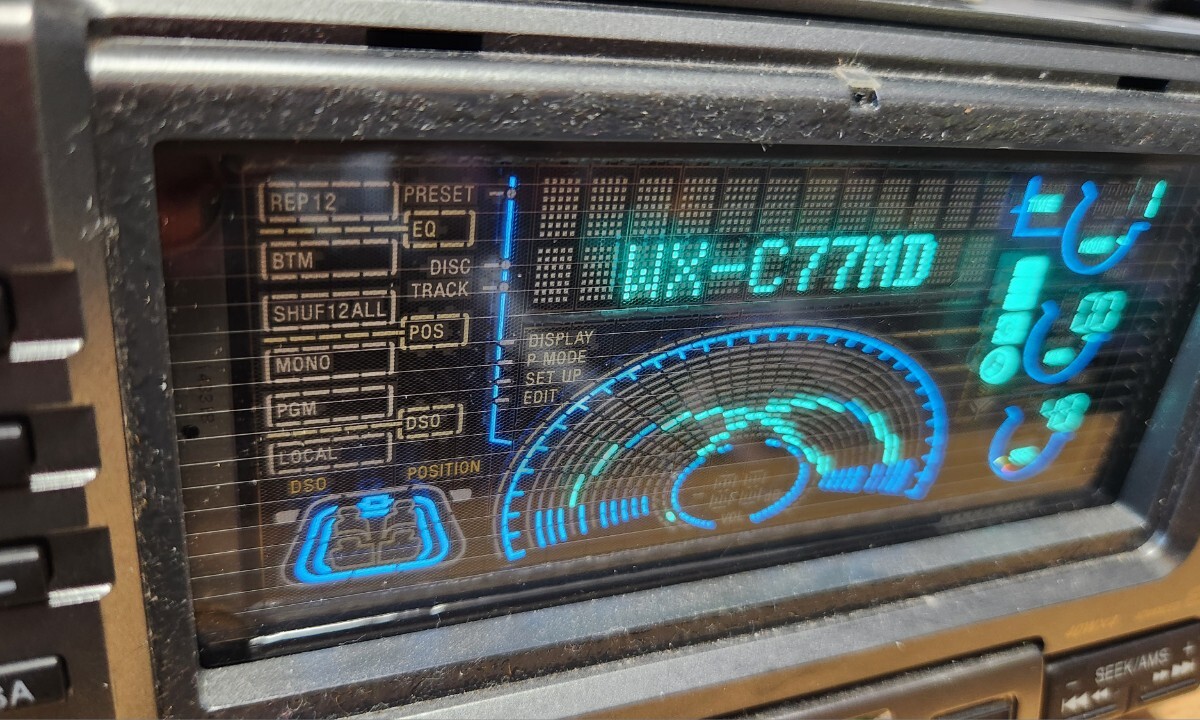 REP12
PRESET
EQ
BTM
DISC
TRACK
SHUF12ALL
POS
MONO
PGM
DSO
LOCAL
DSO
POSITION
WX-C77MD
DISPLAY
P.MODE
SET UP
EDIT
SEEK/AMS
- +